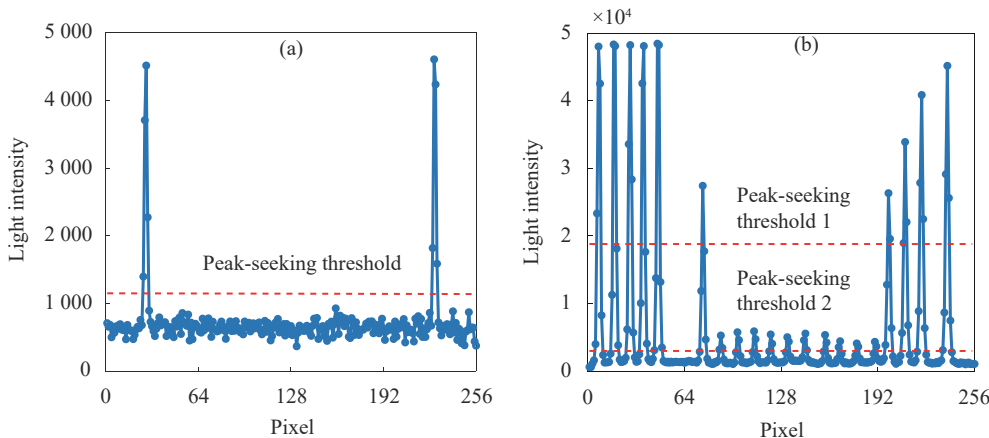 (a)
5 000
4 000
3 000
2 000
1 000
0
Light intensity
Peak-seeking threshold
0 64 128 192 256
Pixel
×10⁴
(b)
5
4
3
2
1
0
Light intensity
Peak-seeking
threshold 1
Peak-seeking
threshold 2
0 64 128 192 256
Pixel